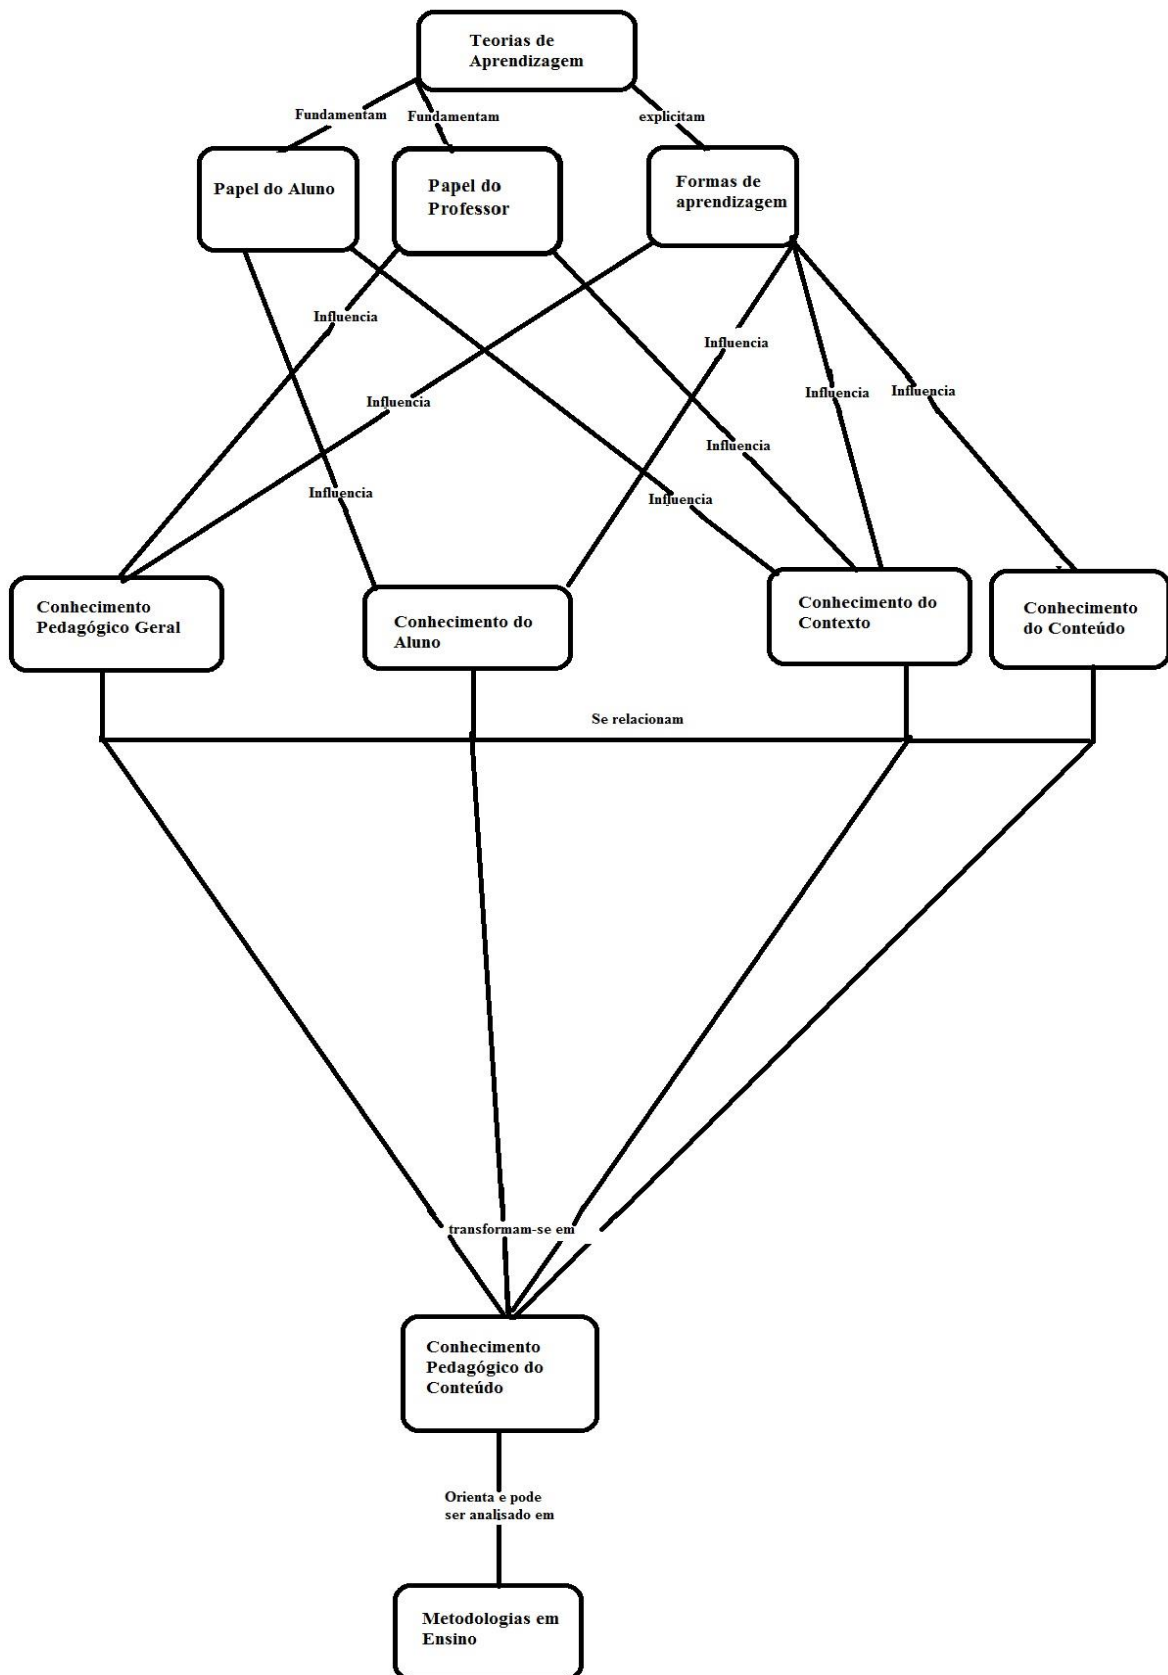 Teorias de
Aprendizagem
Fundamentam
Fundamentam
explicitam
Papel do Aluno
Papel do
Professor
Formas de
aprendizagem
Influencia
Influencia
Influencia
Influencia
Influencia
Influencia
Influencia
Influencia
Conhecimento
Pedagógico Geral
Conhecimento do
Aluno
Conhecimento do
Contexto
Conhecimento
do Conteúdo
Se relacionam
transformam-se em
Conhecimento
Pedagógico do
Conteúdo
Orienta e pode
ser analisado em
Metodologias em
Ensino